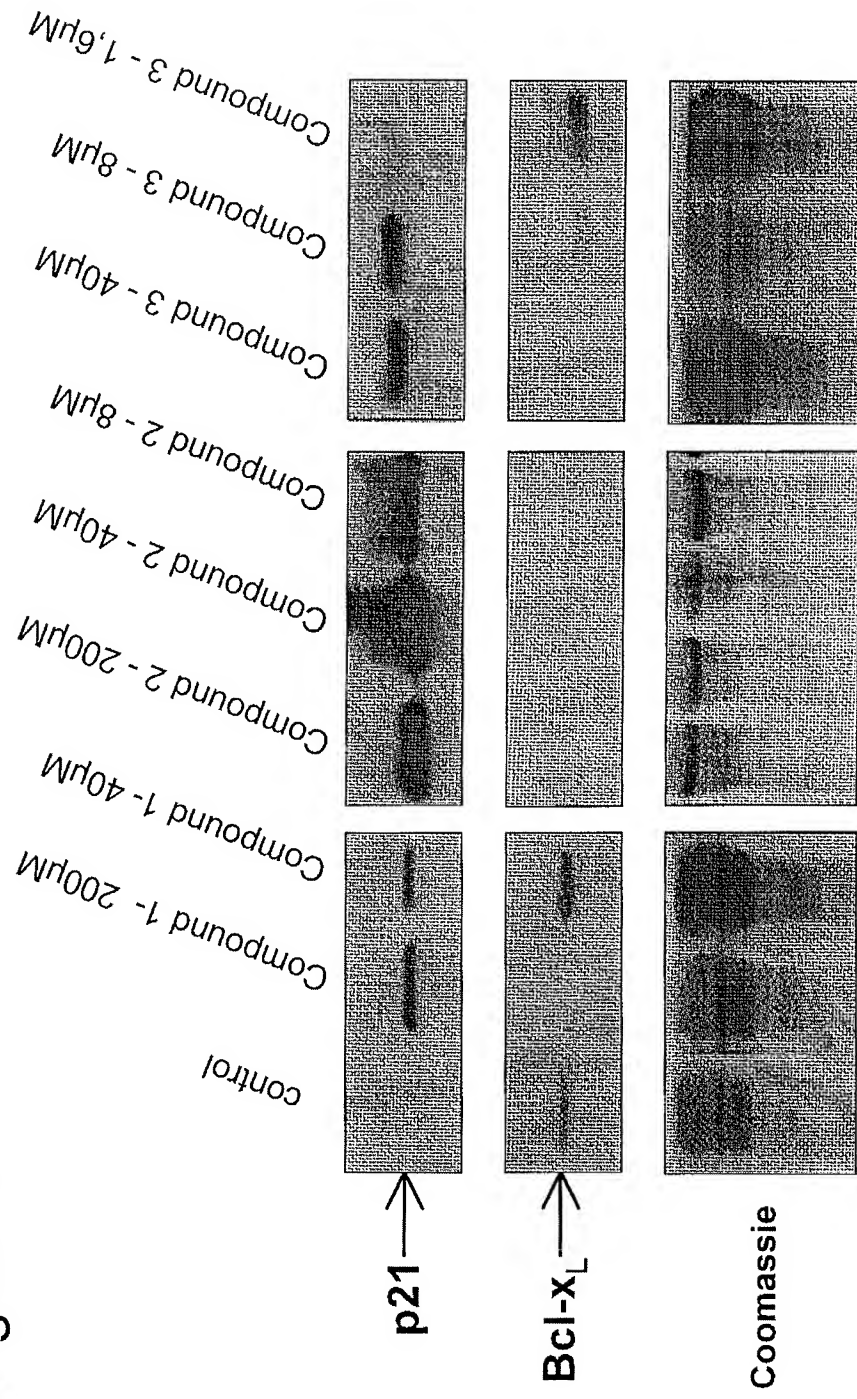 control
Compound 1- 200µM
Compound 1- 40µM
Compound 2 - 200µM
Compound 2 - 40µM
Compound 2 - 8µM
Compound 3 - 40µM
Compound 3 - 8µM
Compound 3 - 1,6µM
p21
Bcl-xL
Coomassie